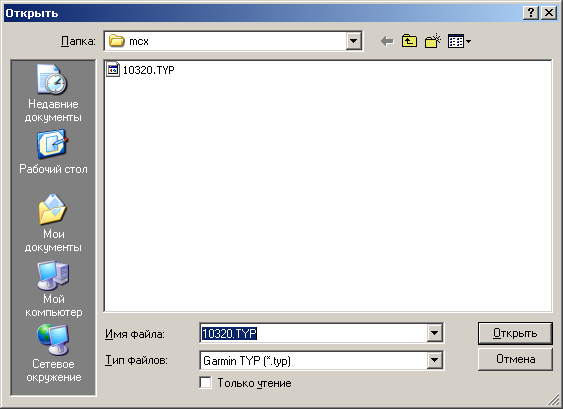 Открыть
Папка:
mcx
10320.TYP
Недавние
документы
Рабочий стол
Мои
документы
Мой
компьютер
Сетевое
окружение
Имя файла:
10320.TYP
Открыть
Тип файлов:
Garmin TYP (*.typ)
Отмена
Только чтение